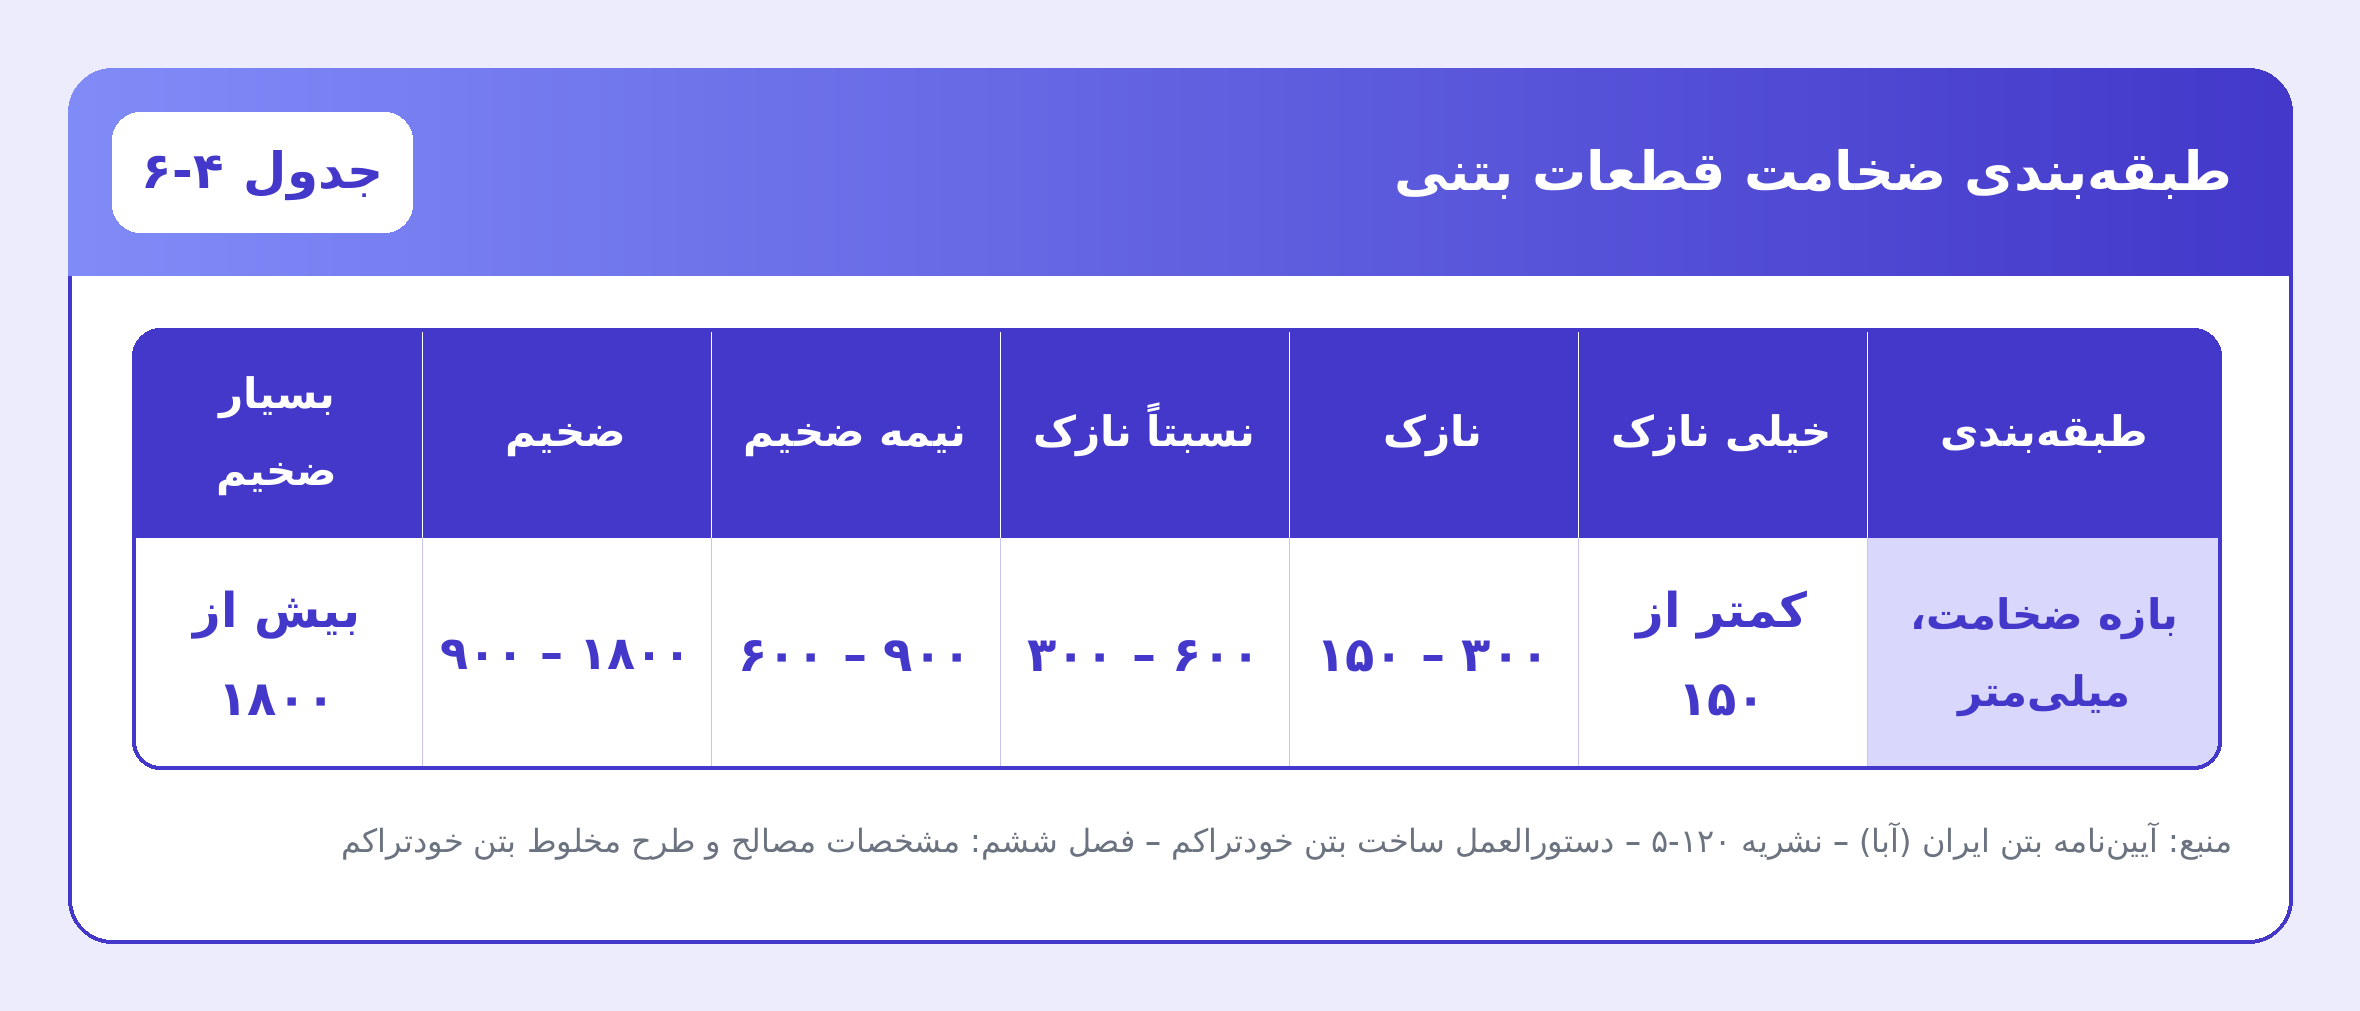 طبقه‌بندی ضخامت قطعات بتنی
جدول ۴-۶
طبقه‌بندی
خیلی نازک
نازک
نسبتاً نازک
نیمه ضخیم
ضخیم
بسیار
ضخیم
بازه ضخامت،
میلی‌متر
کمتر از
۱۵۰
۱۵۰ – ۳۰۰
۳۰۰ – ۶۰۰
۶۰۰ – ۹۰۰
۹۰۰ – ۱۸۰۰
بیش از
۱۸۰۰
منبع: آیین‌نامه بتن ایران (آبا) – نشریه ۱۲۰-۵ – دستورالعمل ساخت بتن خودتراکم – فصل ششم: مشخصات مصالح و طرح مخلوط بتن خودتراکم